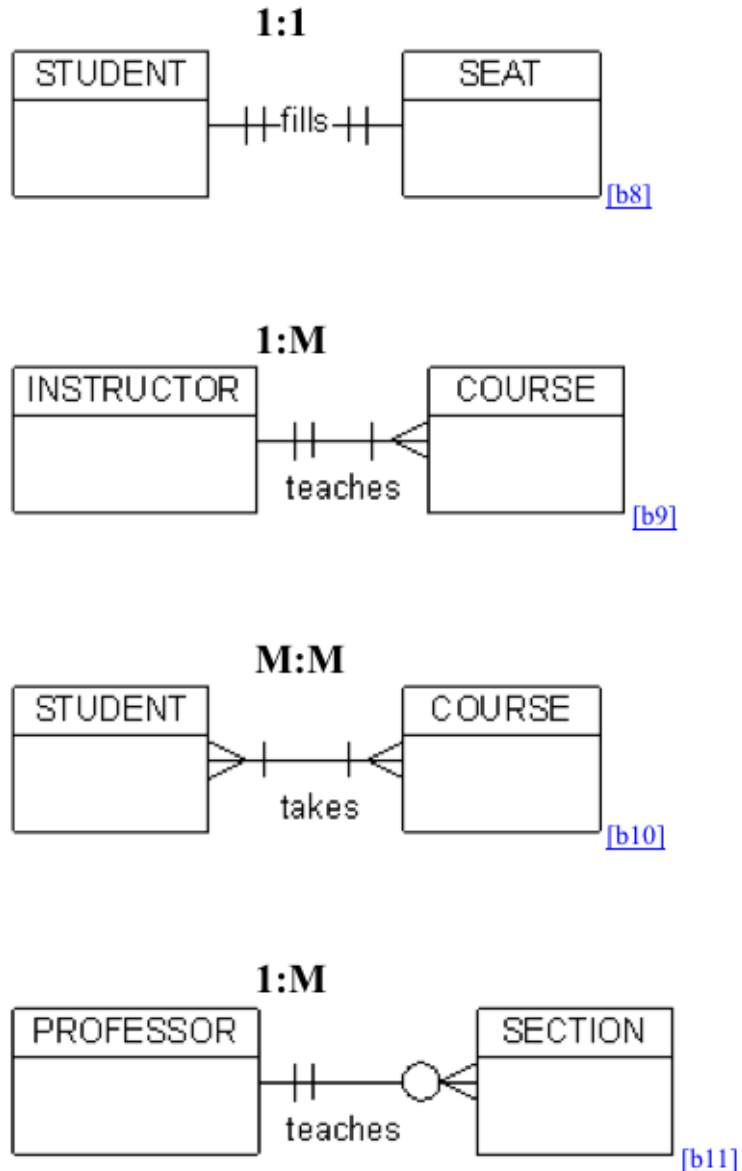 1:1
STUDENT
fills
SEAT
[b8]
1:M
INSTRUCTOR
teaches
COURSE
[b9]
M:M
STUDENT
takes
COURSE
[b10]
1:M
PROFESSOR
teaches
SECTION
[b11]